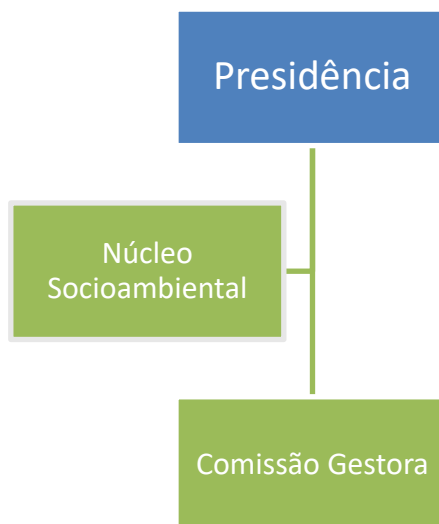 Presidência
Núcleo
Socioambiental
Comissão Gestora